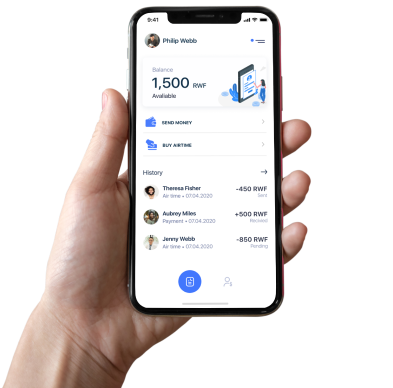 9:41
Philip Webb
Balance
1,500 RWF
Avaliable
SEND MONEY
BUY AIRTIME
History
Theresa Fisher -450 RWF
Air time • 07.04.2020 Sent
Aubrey Miles +500 RWF
Payment • 07.04.2020 Received
Jenny Webb -850 RWF
Air time • 07.04.2020 Pending